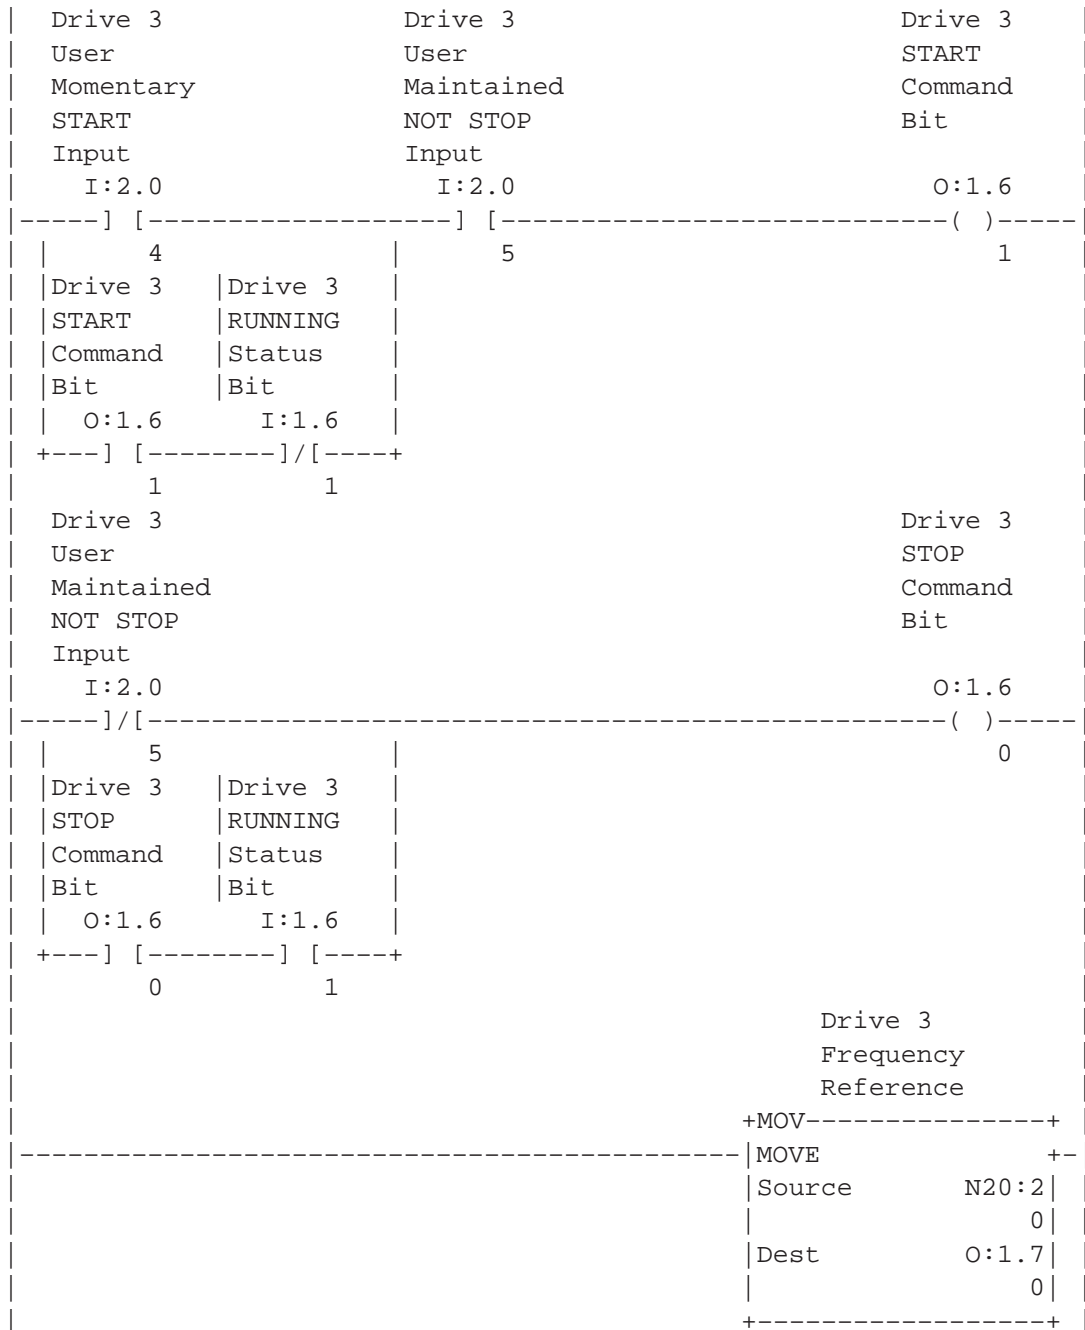 |  Drive 3               Drive 3                        Drive 3    |
|  User                  User                           START      |
|  Momentary             Maintained                     Command    |
|  START                 NOT STOP                       Bit        |
|  Input                 Input                                     |
|    I:2.0                 I:2.0                          O:1.6    |
|-----] [-------------------] [----------------------------( )-----|
| |      4              |      5                              1    |
| |Drive 3   |Drive 3   |                                          |
| |START     |RUNNING   |                                          |
| |Command   |Status    |                                          |
| |Bit       |Bit       |                                          |
| |  O:1.6      I:1.6   |                                          |
| +---] [--------]/[----+                                          |
|        1          1                                              |
|  Drive 3                                              Drive 3    |
|  User                                                 STOP       |
|  Maintained                                           Command    |
|  NOT STOP                                             Bit        |
|  Input                                                           |
|    I:2.0                                                O:1.6    |
|-----]/[--------------------------------------------------( )-----|
| |      5              |                                     0    |
| |Drive 3   |Drive 3   |                                          |
| |STOP      |RUNNING   |                                          |
| |Command   |Status    |                                          |
| |Bit       |Bit       |                                          |
| |  O:1.6      I:1.6   |                                          |
| +---] [--------] [----+                                          |
|        0          1                                              |
|                                                  Drive 3         |
|                                                  Frequency       |
|                                                  Reference       |
|                                             +MOV---------------+ |
|---------------------------------------------|MOVE              +-|
|                                             |Source       N20:2| |
|                                             |                 0| |
|                                             |Dest         O:1.7| |
|                                             |                 0| |
|                                             +------------------+ |